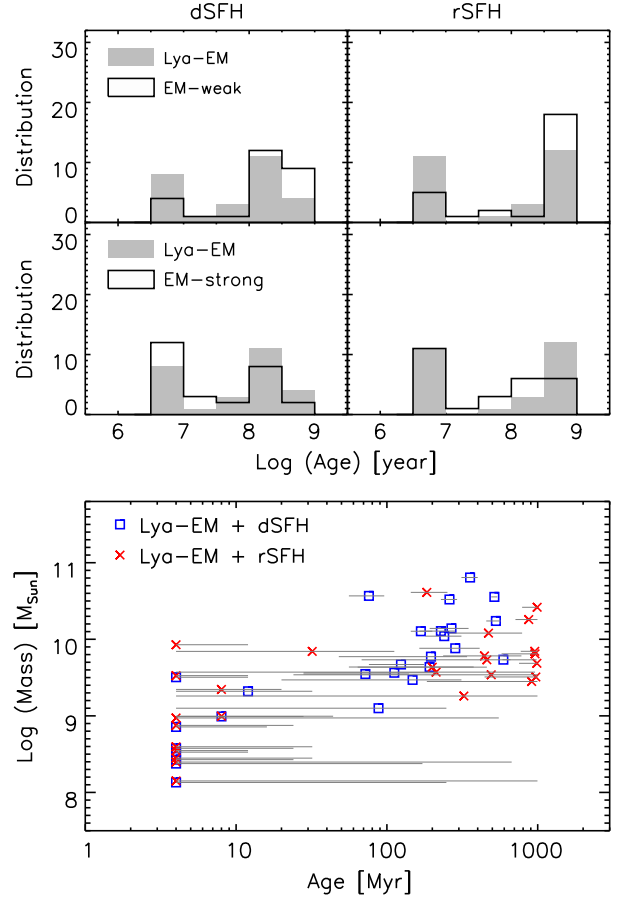 dSFH rSFH
30
Lya-EM
EM-weak
20
Distribution
10
0
30
Lya-EM
EM-strong
20
Distribution
10
0
6 7 8 9 6 7 8 9
Log (Age) [year]
Lya-EM + dSFH
Lya-EM + rSFH
11
10
9
8
Log (Mass) [MSun]
1 10 100 1000
Age [Myr]